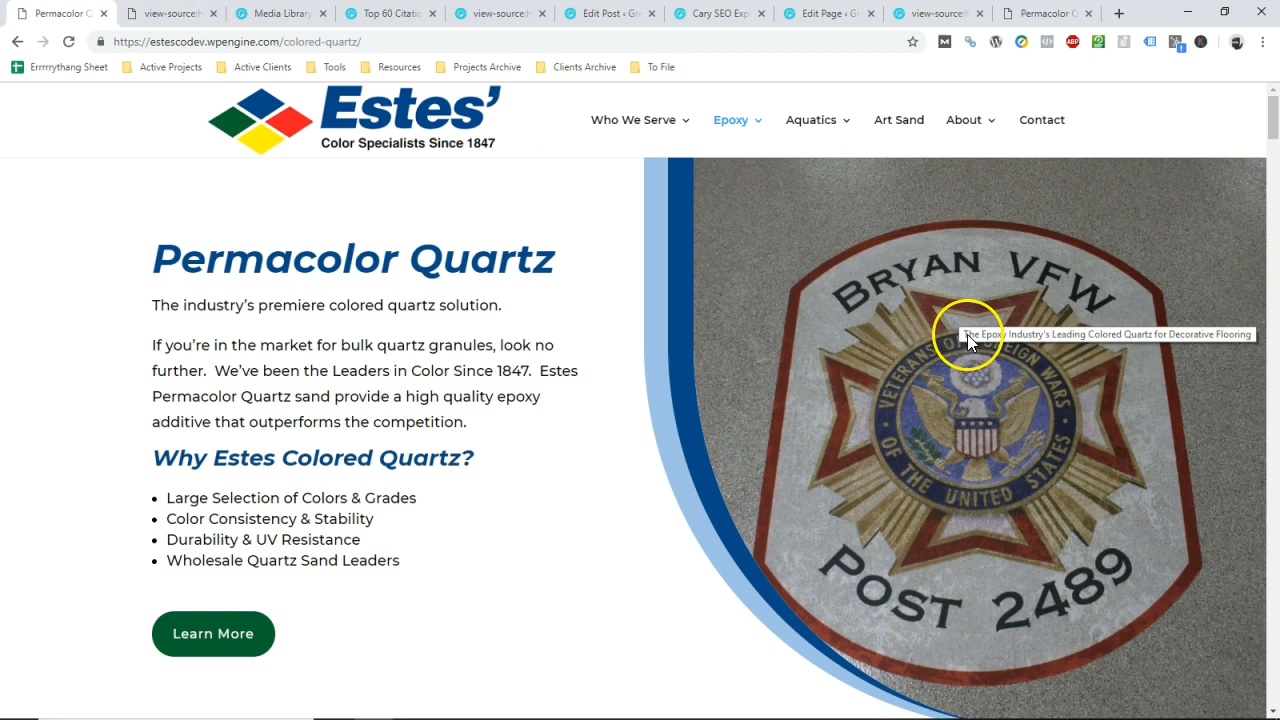 Permacolor Q
view-source:h
Media Library
Top 60 Citatio
view-source:h
Edit Post ‹ Gre
Cary SEO Exp
Edit Page ‹ Gr
view-source:h
Permacolor Q
https://estescodev.wpengine.com/colored-quartz/
Errrrrythang Sheet
Active Projects
Active Clients
Tools
Resources
Projects Archive
Clients Archive
To File
Estes’
Color Specialists Since 1847
Who We Serve
Epoxy
Aquatics
Art Sand
About
Contact
Permacolor Quartz
The industry’s premiere colored quartz solution.
If you’re in the market for bulk quartz granules, look no
further. We’ve been the Leaders in Color Since 1847. Estes
Permacolor Quartz sand provide a high quality epoxy
additive that outperforms the competition.
Why Estes Colored Quartz?
Large Selection of Colors & Grades
Color Consistency & Stability
Durability & UV Resistance
Wholesale Quartz Sand Leaders
Learn More
BRYAN VFW
The Epoxy Industry's Leading Colored Quartz for Decorative Flooring
VETERANS OF FOREIGN WARS
OF THE UNITED STATES
POST 2489